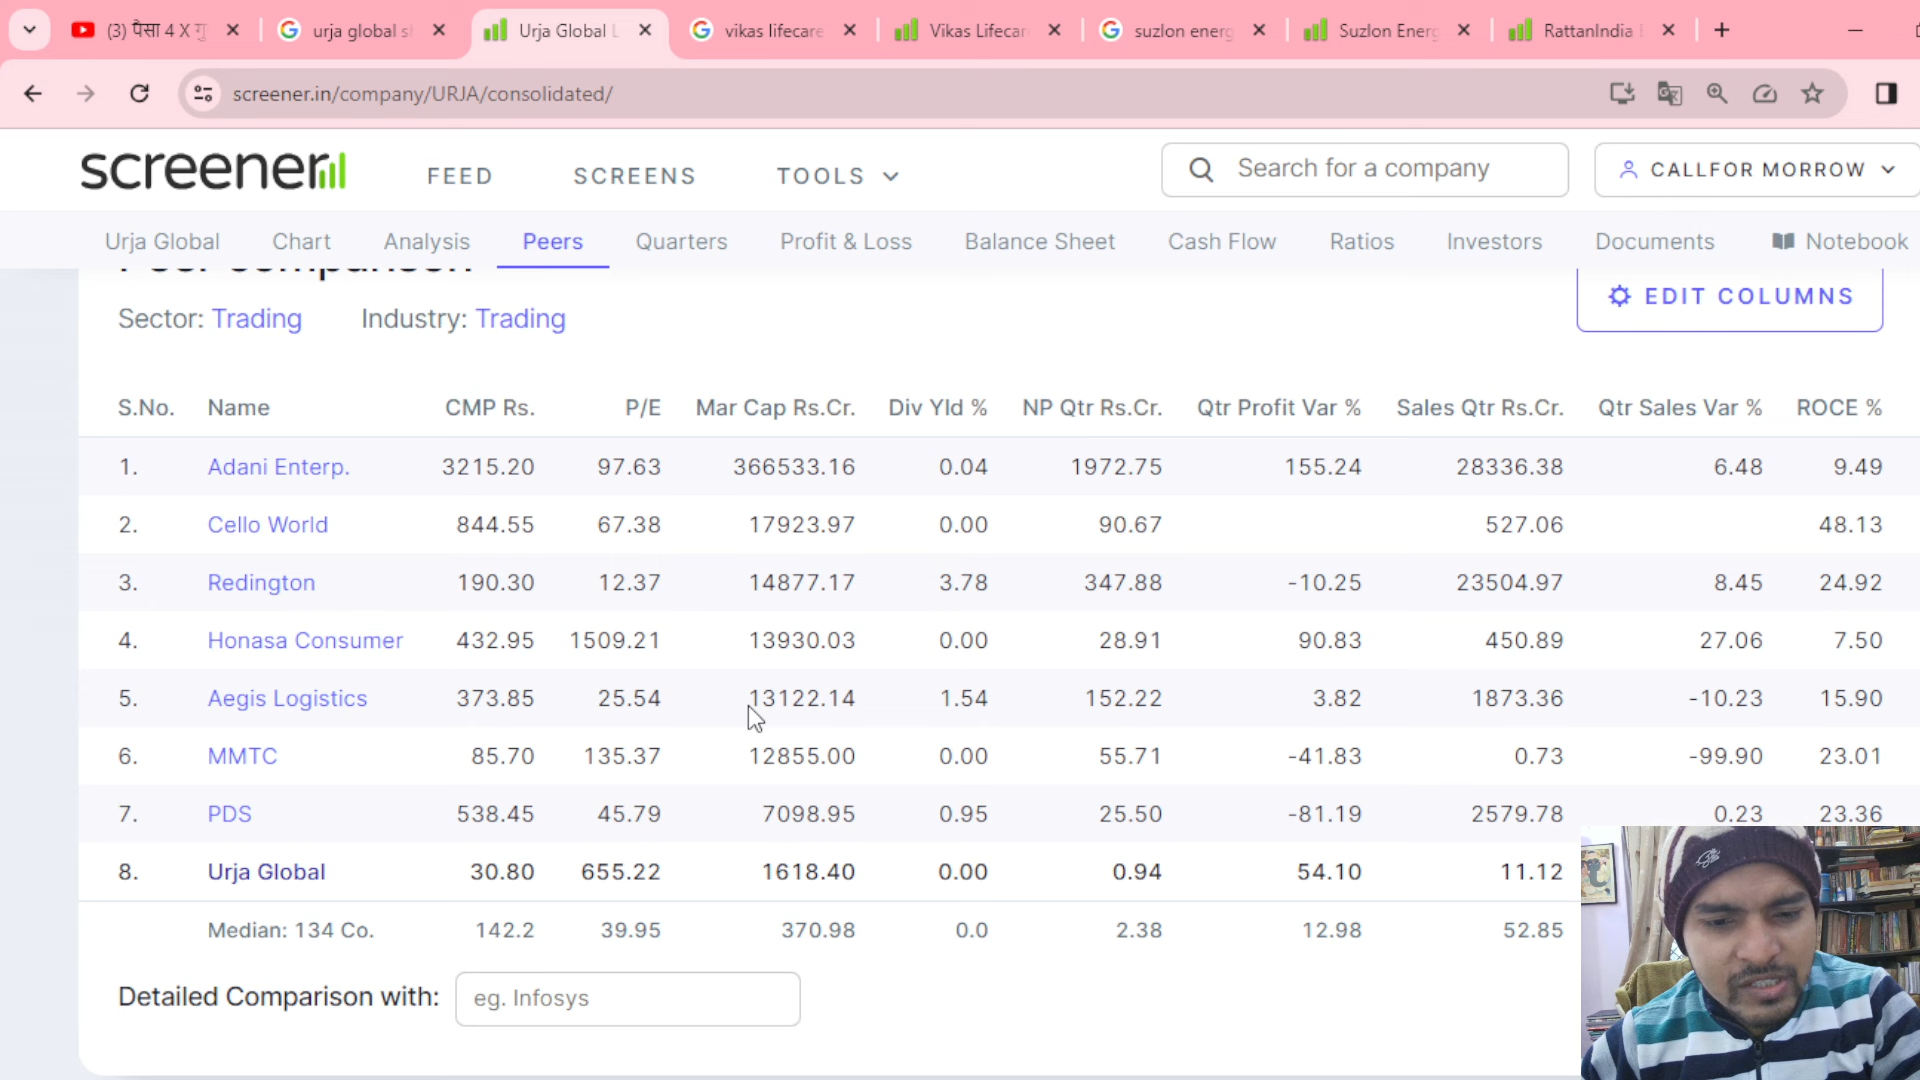 (3) पैसा 4 X गु
urja global s
Urja Global L
vikas lifecare
Vikas Lifecar
suzlon energ
Suzlon Energ
RattanIndia
screener.in/company/URJA/consolidated/
screener
FEED
SCREENS
TOOLS
Search for a company
CALLFOR MORROW
Urja Global
Chart
Analysis
Peers
Quarters
Profit & Loss
Balance Sheet
Cash Flow
Ratios
Investors
Documents
Notebook
Peer comparison
Sector: Trading Industry: Trading
EDIT COLUMNS
S.No. Name CMP Rs. P/E Mar Cap Rs.Cr. Div Yld % NP Qtr Rs.Cr. Qtr Profit Var % Sales Qtr Rs.Cr. Qtr Sales Var % ROCE %
1. Adani Enterp. 3215.20 97.63 366533.16 0.04 1972.75 155.24 28336.38 6.48 9.49
2. Cello World 844.55 67.38 17923.97 0.00 90.67 527.06 48.13
3. Redington 190.30 12.37 14877.17 3.78 347.88 -10.25 23504.97 8.45 24.92
4. Honasa Consumer 432.95 1509.21 13930.03 0.00 28.91 90.83 450.89 27.06 7.50
5. Aegis Logistics 373.85 25.54 13122.14 1.54 152.22 3.82 1873.36 -10.23 15.90
6. MMTC 85.70 135.37 12855.00 0.00 55.71 -41.83 0.73 -99.90 23.01
7. PDS 538.45 45.79 7098.95 0.95 25.50 -81.19 2579.78 0.23 23.36
8. Urja Global 30.80 655.22 1618.40 0.00 0.94 54.10 11.12
Median: 134 Co. 142.2 39.95 370.98 0.0 2.38 12.98 52.85
Detailed Comparison with: eg. Infosys